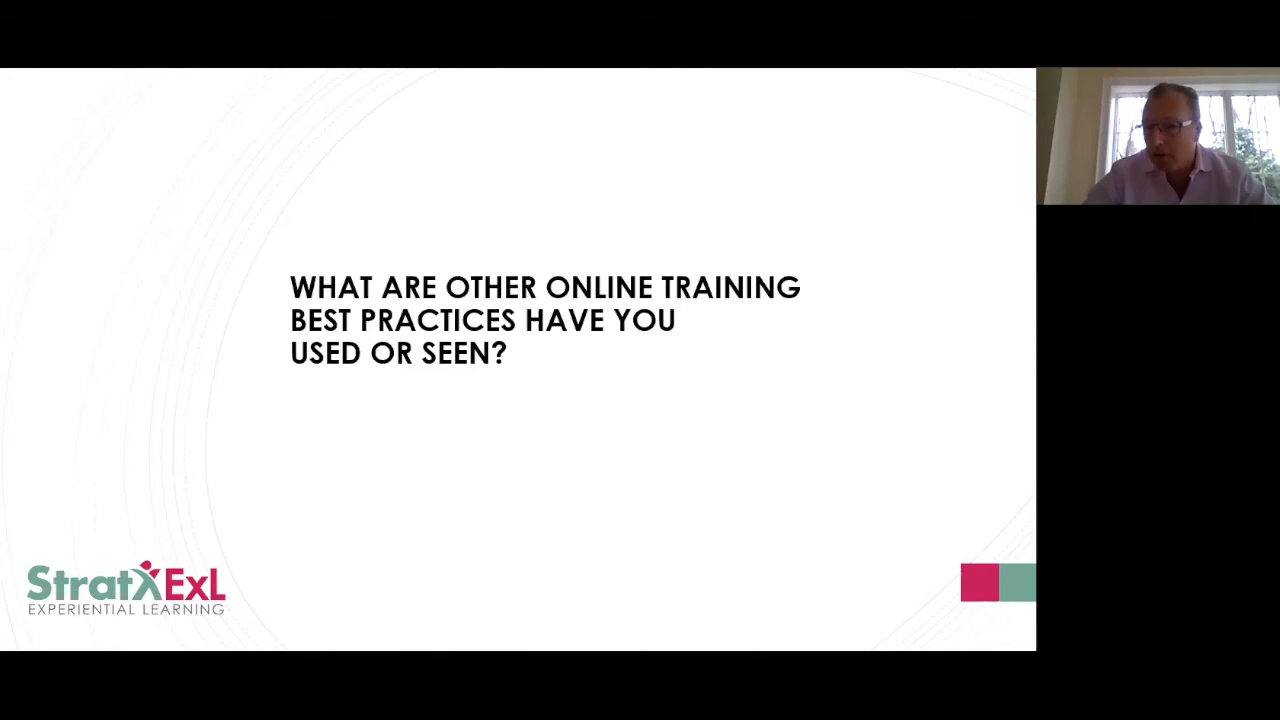 WHAT ARE OTHER ONLINE TRAINING
BEST PRACTICES HAVE YOU
USED OR SEEN?
StratXExL
EXPERIENTIAL LEARNING